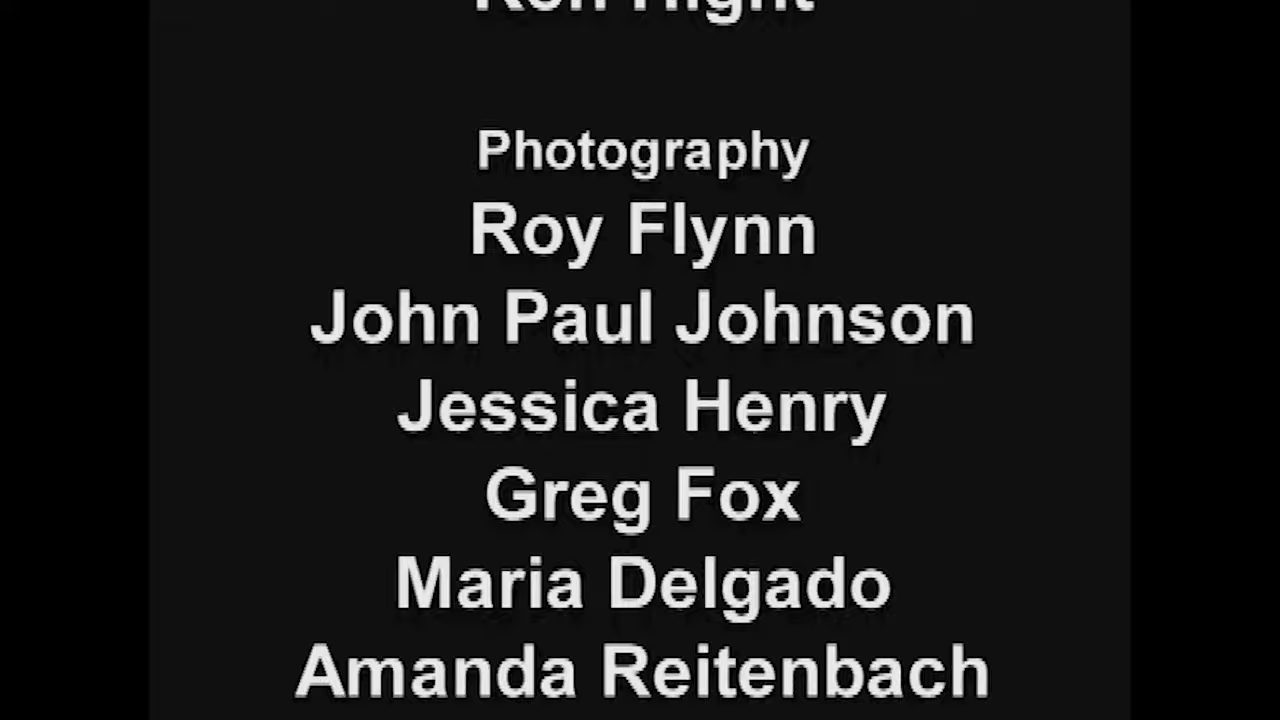 Photography
Roy Flynn
John Paul Johnson
Jessica Henry
Greg Fox
Maria Delgado
Amanda Reitenbach